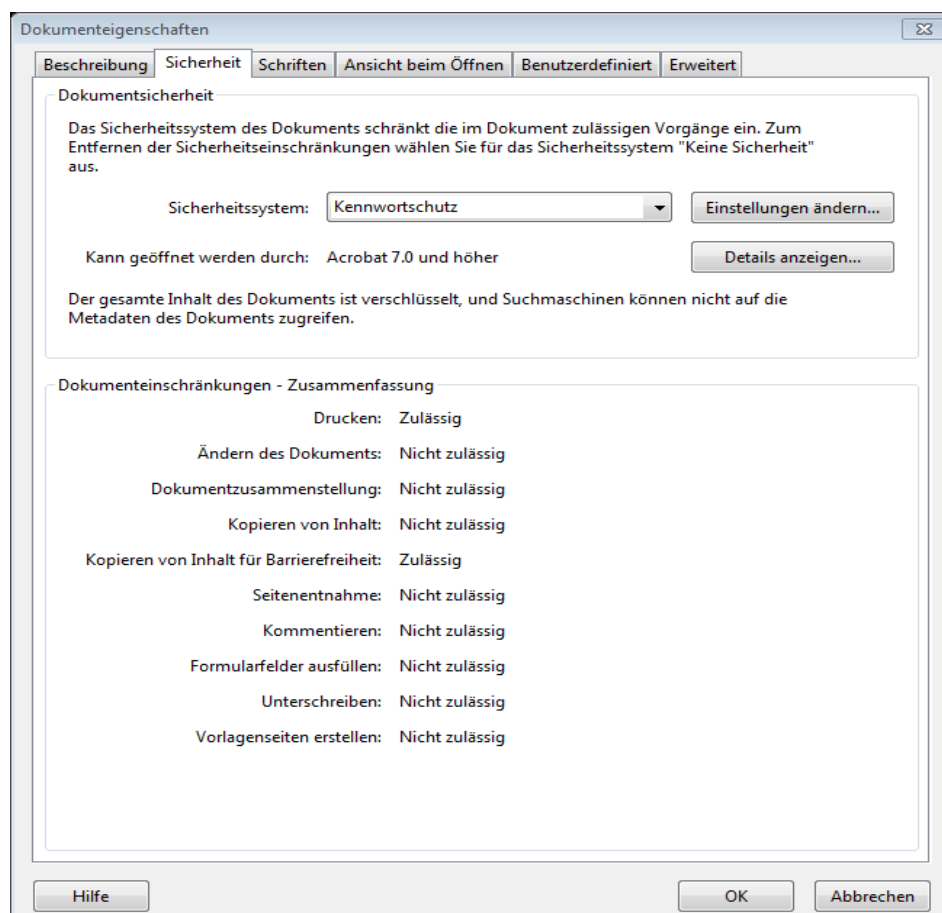 Dokumenteigenschaften
Beschreibung Sicherheit Schriften Ansicht beim Öffnen Benutzerdefiniert Erweitert
Dokumentsicherheit
Das Sicherheitssystem des Dokuments schränkt die im Dokument zulässigen Vorgänge ein. Zum
Entfernen der Sicherheitseinschränkungen wählen Sie für das Sicherheitssystem "Keine Sicherheit"
aus.
Sicherheitssystem: Kennwortschutz Einstellungen ändern...
Kann geöffnet werden durch: Acrobat 7.0 und höher Details anzeigen...
Der gesamte Inhalt des Dokuments ist verschlüsselt, und Suchmaschinen können nicht auf die
Metadaten des Dokuments zugreifen.
Dokumenteinschränkungen - Zusammenfassung
Drucken: Zulässig
Ändern des Dokuments: Nicht zulässig
Dokumentzusammenstellung: Nicht zulässig
Kopieren von Inhalt: Nicht zulässig
Kopieren von Inhalt für Barrierefreiheit: Zulässig
Seitenentnahme: Nicht zulässig
Kommentieren: Nicht zulässig
Formularfelder ausfüllen: Nicht zulässig
Unterschreiben: Nicht zulässig
Vorlagenseiten erstellen: Nicht zulässig
Hilfe OK Abbrechen